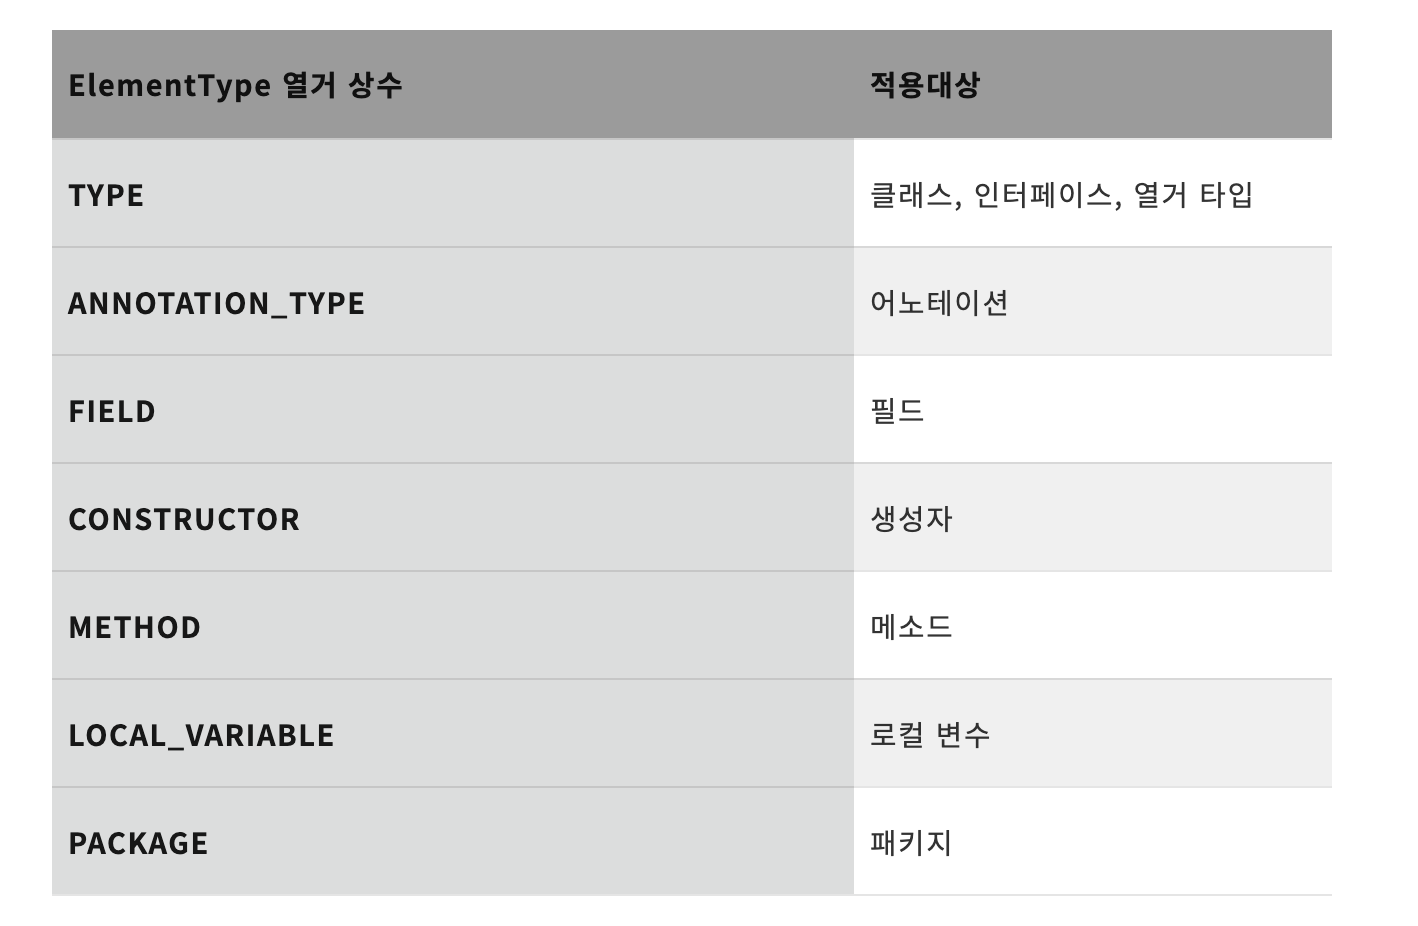 ElementType 열거 상수 적용대상
TYPE 클래스, 인터페이스, 열거 타입
ANNOTATION_TYPE 어노테이션
FIELD 필드
CONSTRUCTOR 생성자
METHOD 메소드
LOCAL_VARIABLE 로컬 변수
PACKAGE 패키지